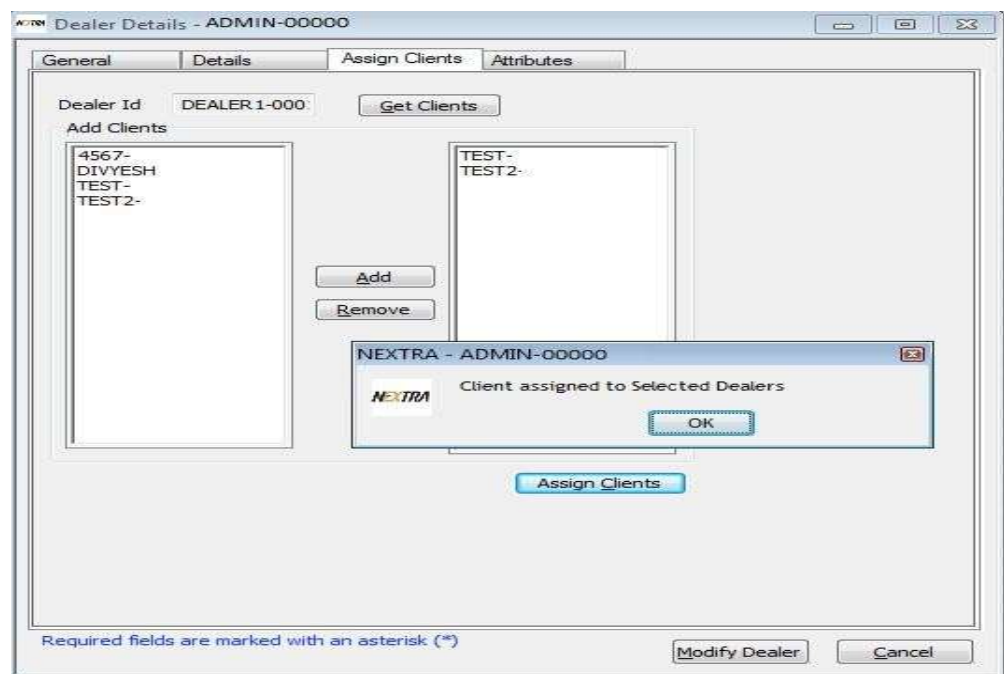 Dealer Details - ADMIN-00000
General Details Assign Clients Attributes
Dealer Id DEALER1-000 Get Clients
Add Clients
4567-
DIVYESH
TEST-
TEST2-
TEST-
TEST2-
Add
Remove
NEXTRA - ADMIN-00000
NEXTRA
Client assigned to Selected Dealers
OK
Assign Clients
Required fields are marked with an asterisk (*)
Modify Dealer Cancel